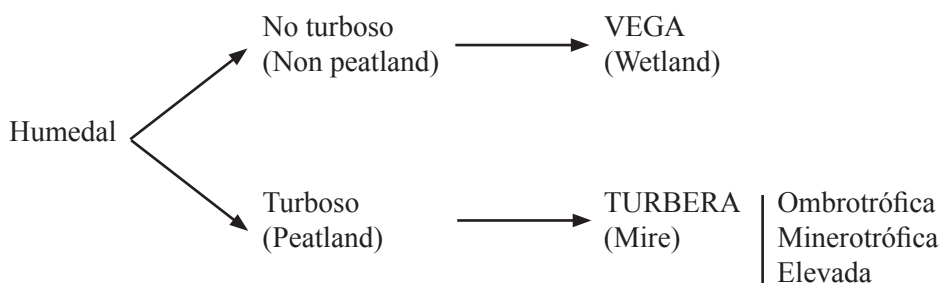 No turboso
(Non peatland)
VEGA
(Wetland)
Humedal
Turboso
(Peatland)
TURBERA
(Mire)
Ombrotrófica
Minerotrófica
Elevada